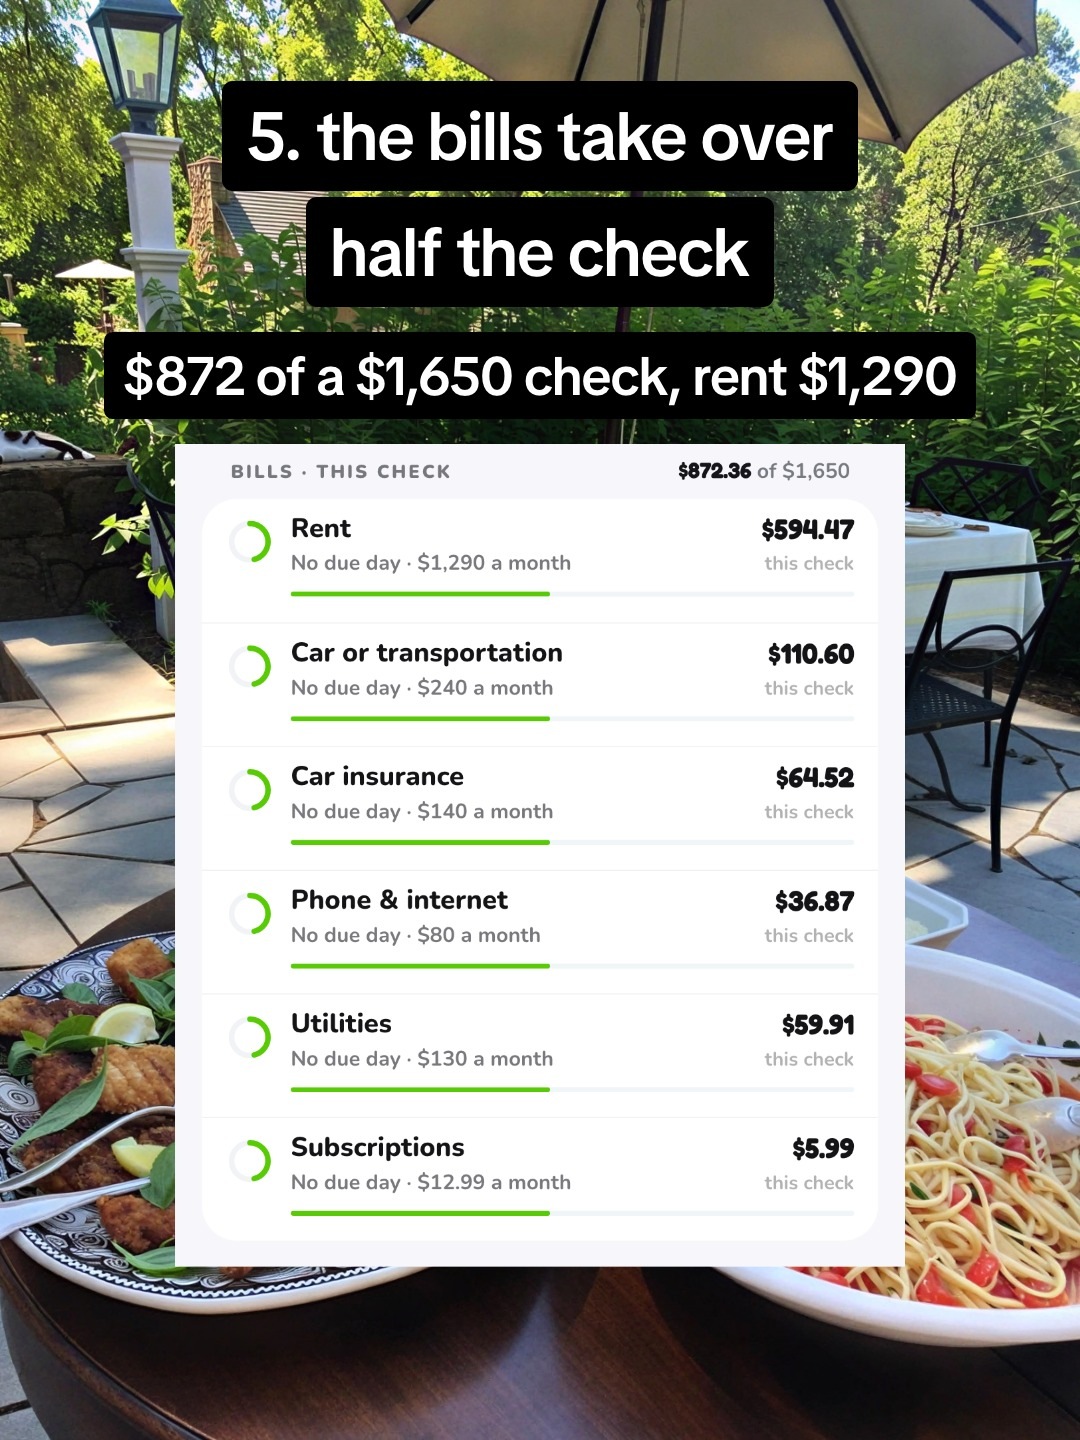 5. the bills take over
half the check
$872 of a $1,650 check, rent $1,290
BILLS · THIS CHECK $872.36 of $1,650
Rent $594.47
No due day · $1,290 a month this check
Car or transportation $110.60
No due day · $240 a month this check
Car insurance $64.52
No due day · $140 a month this check
Phone & internet $36.87
No due day · $80 a month this check
Utilities $59.91
No due day · $130 a month this check
Subscriptions $5.99
No due day · $12.99 a month this check